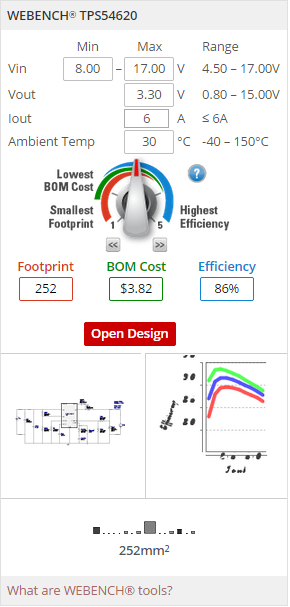 WEBENCH® TPS54620
Min Max Range
Vin 8.00 – 17.00 V 4.50 – 17.00V
Vout 3.30 V 0.80 – 15.00V
Iout 6 A ≤ 6A
Ambient Temp 30 °C -40 – 150°C
Lowest
BOM Cost
Smallest
Footprint
1
5
Highest
Efficiency
?
<< >>
Footprint BOM Cost Efficiency
252 $3.82 86%
Open Design
90
Iout
252mm²
What are WEBENCH® tools?